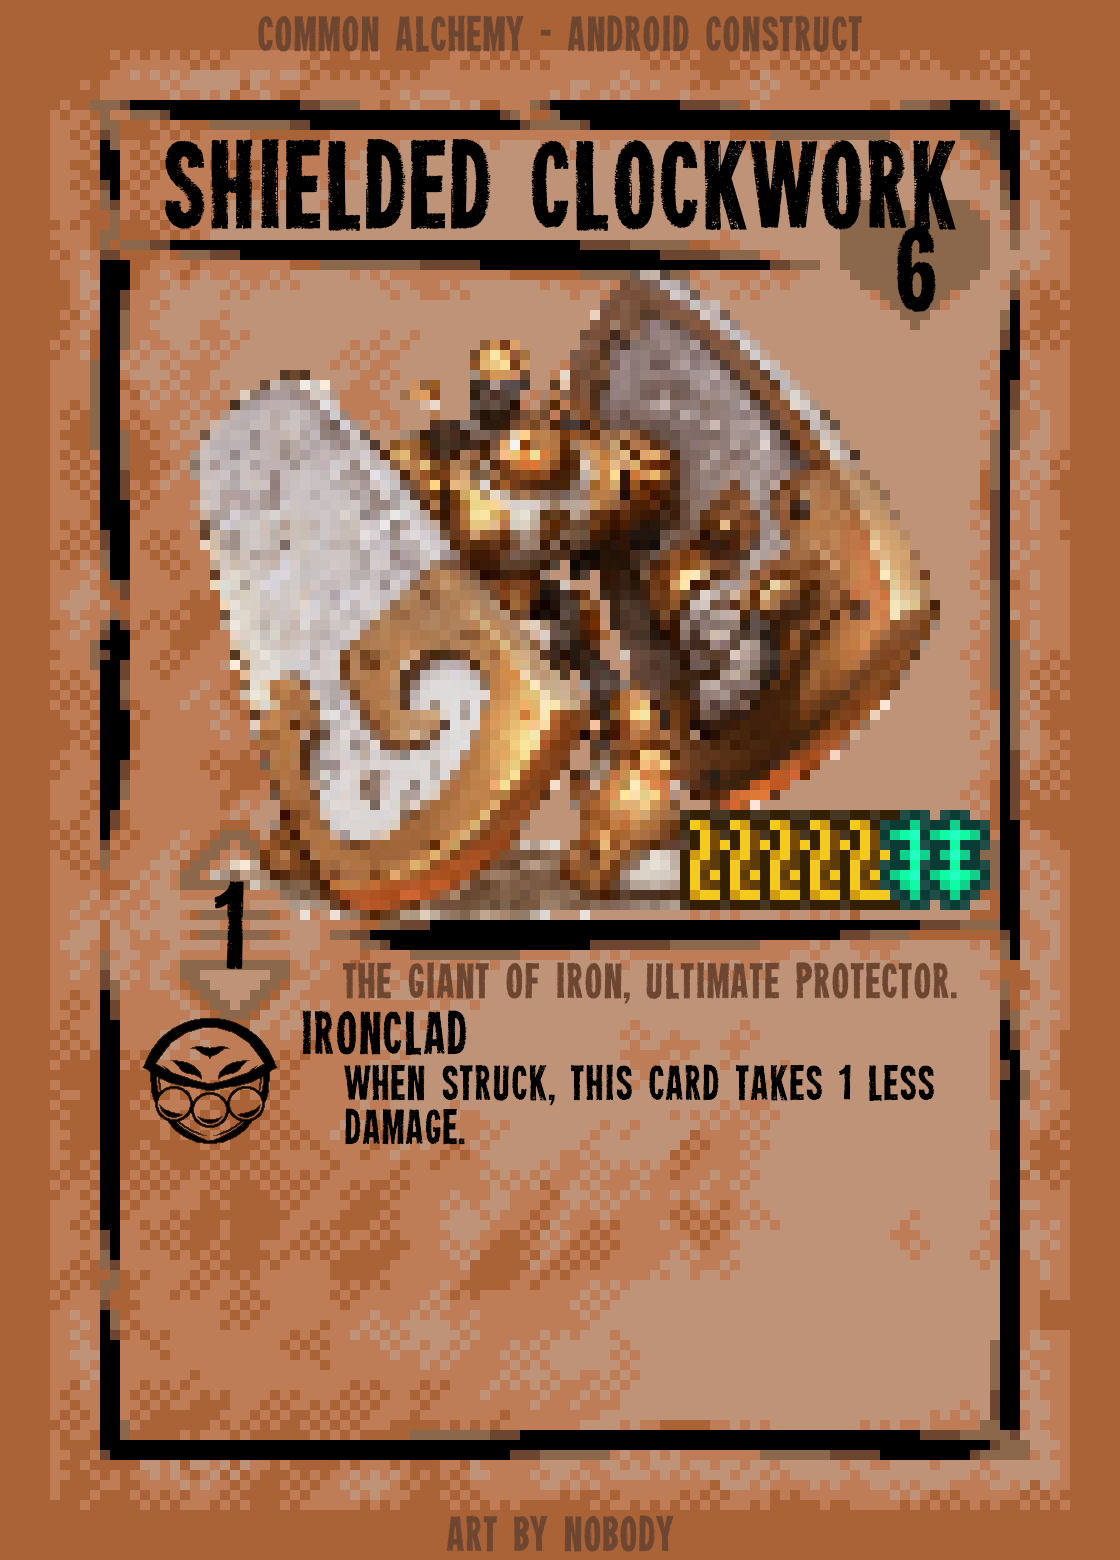 COMMON ALCHEMY - ANDROID CONSTRUCT
SHIELDED CLOCKWORK
6
1
THE GIANT OF IRON, ULTIMATE PROTECTOR.
IRONCLAD
WHEN STRUCK, THIS CARD TAKES 1 LESS
DAMAGE.
ART BY NOBODY